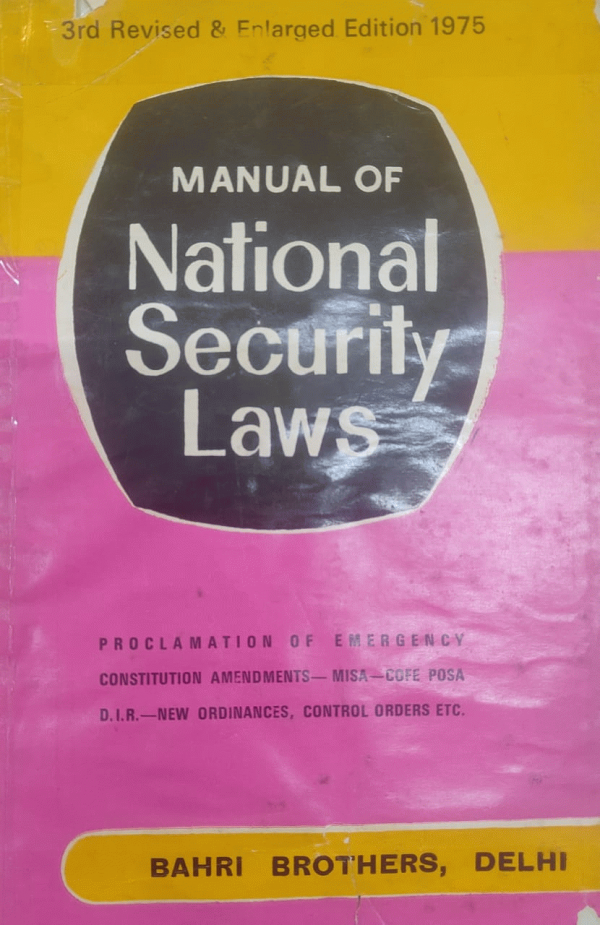 3rd Revised & Enlarged Edition 1975
MANUAL OF
National
Security
Laws
PROCLAMATION OF EMERGENCY
CONSTITUTION AMENDMENTS— MISA—COFE POSA
D.I.R.—NEW ORDINANCES, CONTROL ORDERS ETC.
BAHRI BROTHERS, DELHI